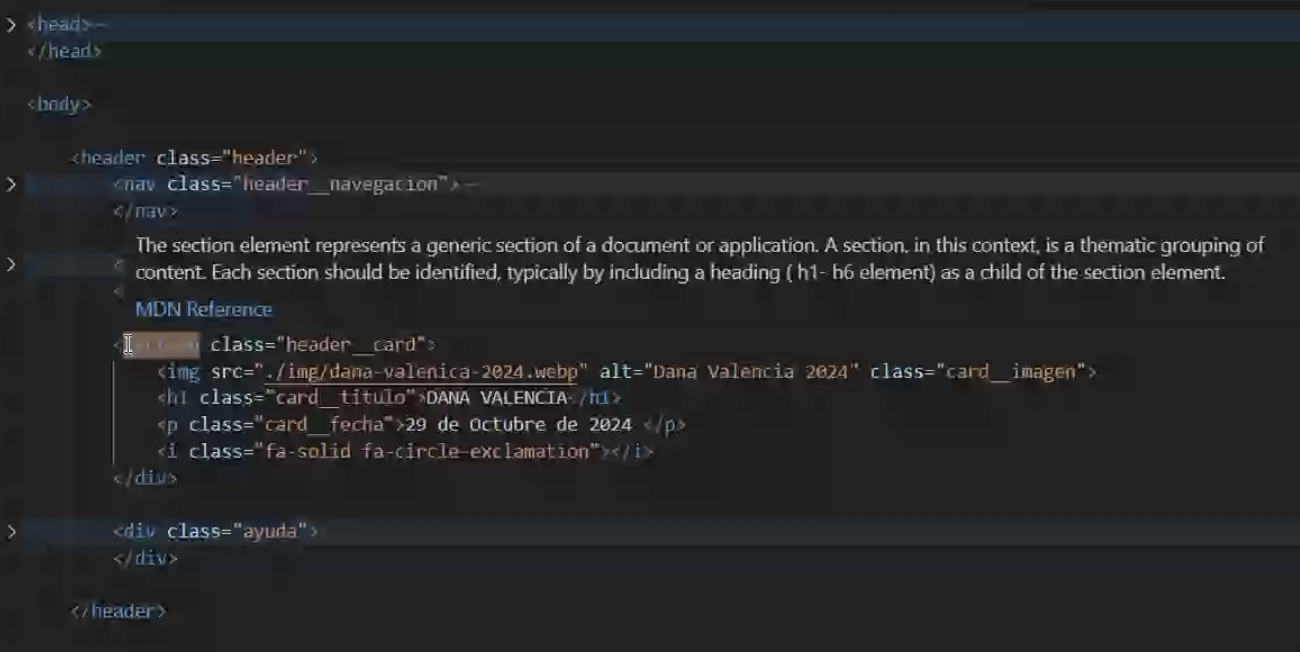 <head>
</head>
<body>
<header class="header">
<nav class="header__navegacion">
</nav>
The section element represents a generic section of a document or application. A section, in this context, is a thematic grouping of
content. Each section should be identified, typically by including a heading ( h1- h6 element) as a child of the section element.
MDN Reference
< class="header__card">
<img src="./img/dana-valenica-2024.webp" alt="Dana Valencia 2024" class="card__imagen">
<h1 class="card__titulo">DANA VALENCIA</h1>
<p class="card__fecha">29 de Octubre de 2024 </p>
<i class="fa-solid fa-circle-exclamation"></i>
</div>
<div class="ayuda">
</div>
</header>